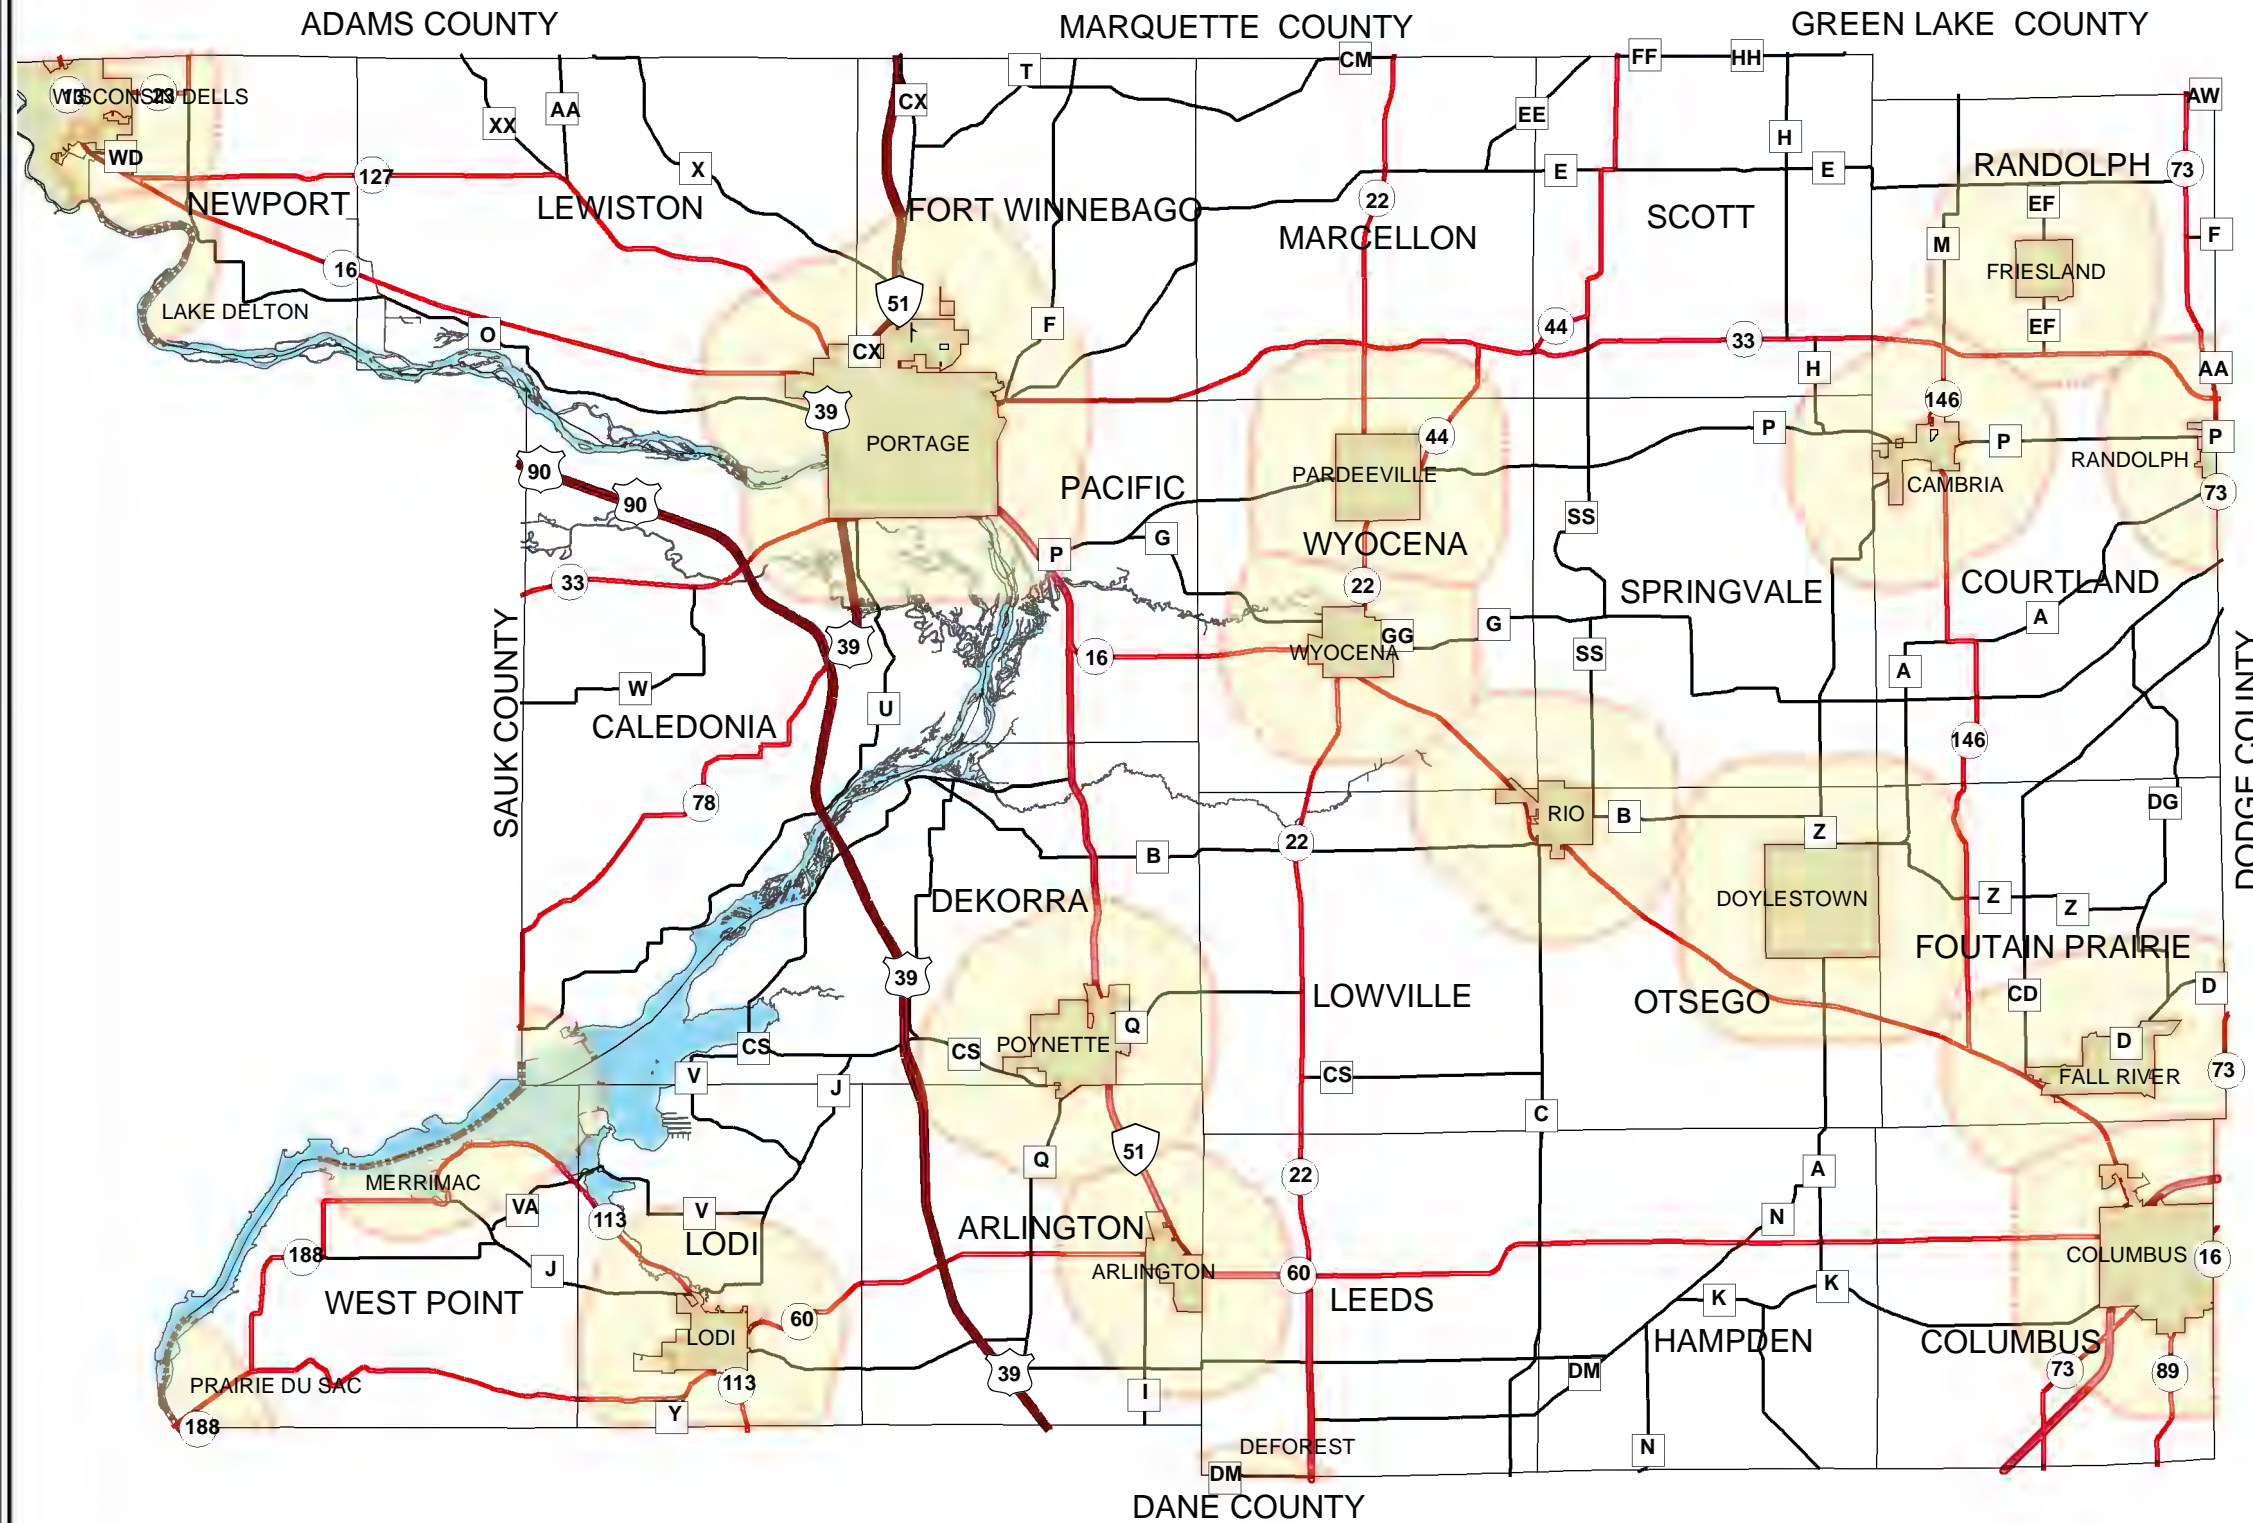 ADAMS COUNTY
MARQUETTE COUNTY
GREEN LAKE COUNTY
CM
FF
HH
T
13
WISCONSIN DELLS
23
CX
AW
XX
AA
EE
H
WD
127
X
E
E
RANDOLPH
73
NEWPORT
LEWISTON
FORT WINNEBAGO
22
MARCELLON
SCOTT
EF
M
F
16
LAKE DELTON
51
FRIESLAND
O
F
44
33
EF
CX
H
AA
39
146
PORTAGE
44
P
P
P
90
90
PACIFIC
PARDEEVILLE
CAMBRIA
RANDOLPH
73
SS
P
G
WYOCENA
33
22
SPRINGVALE
COURTLAND
A
SAUK COUNTY
39
16
WYOCENA
GG
G
SS
A
DODGE COUNTY
W
CALEDONIA
U
146
78
22
RIO
B
Z
DG
B
DEKORRA
DOYLESTOWN
Z
Z
FOUTAIN PRAIRIE
39
LOWVILLE
OTSEGO
CD
D
Q
CS
CS
POYNETTE
D
V
J
CS
FALL RIVER
73
C
51
Q
MERRIMAC
22
A
VA
113
V
N
188
LODI
ARLINGTON
J
ARLINGTON
60
COLUMBUS
16
WEST POINT
LEEDS
K
K
60
LODI
HAMPDEN
COLUMBUS
39
DM
73
89
PRAIRIE DU SAC
113
I
188
Y
DEFOREST
N
DM
DANE COUNTY